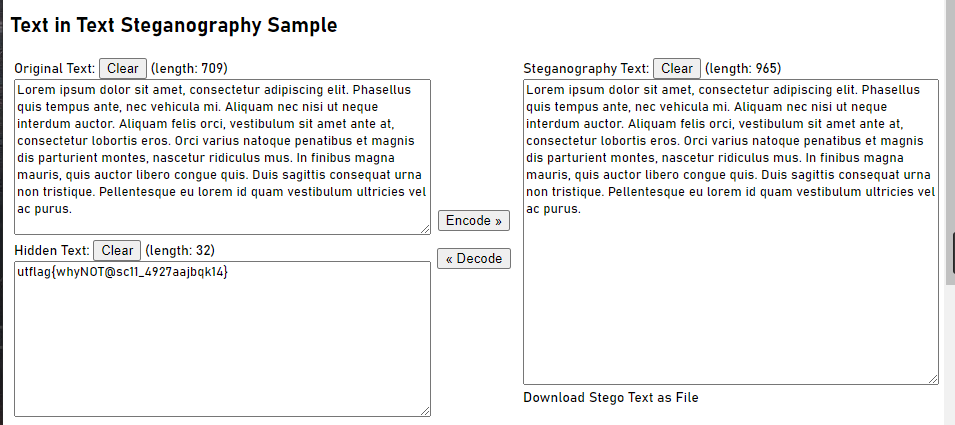 Text in Text Steganography Sample
Original Text: Clear (length: 709)
Lorem ipsum dolor sit amet, consectetur adipiscing elit. Phasellus
quis tempus ante, nec vehicula mi. Aliquam nec nisi ut neque
interdum auctor. Aliquam felis orci, vestibulum sit amet ante at,
consectetur lobortis eros. Orci varius natoque penatibus et magnis
dis parturient montes, nascetur ridiculus mus. In finibus magna
mauris, quis auctor libero congue quis. Duis sagittis consequat urna
non tristique. Pellentesque eu lorem id quam vestibulum ultricies vel
ac purus.
Encode »
Hidden Text: Clear (length: 32)
« Decode
utflag{whyNOT@sc11_4927aajbqk14}
Steganography Text: Clear (length: 965)
Lorem ipsum dolor sit amet, consectetur adipiscing elit. Phasellus
quis tempus ante, nec vehicula mi. Aliquam nec nisi ut neque
interdum auctor. Aliquam felis orci, vestibulum sit amet ante at,
consectetur lobortis eros. Orci varius natoque penatibus et magnis
dis parturient montes, nascetur ridiculus mus. In finibus magna
mauris, quis auctor libero congue quis. Duis sagittis consequat urna
non tristique. Pellentesque eu lorem id quam vestibulum ultricies vel
ac purus.
Download Stego Text as File